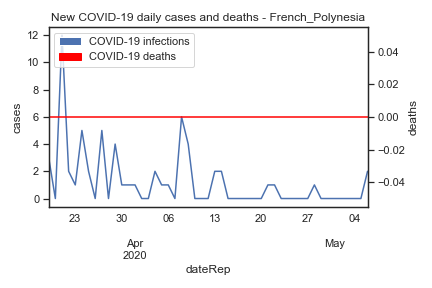 New COVID-19 daily cases and deaths - French_Polynesia
COVID-19 infections
COVID-19 deaths
cases
12
10
8
6
4
2
0
deaths
0.04
0.02
0.00
−0.02
−0.04
23 30 06 13 20 27 04
Apr May
2020
dateRep